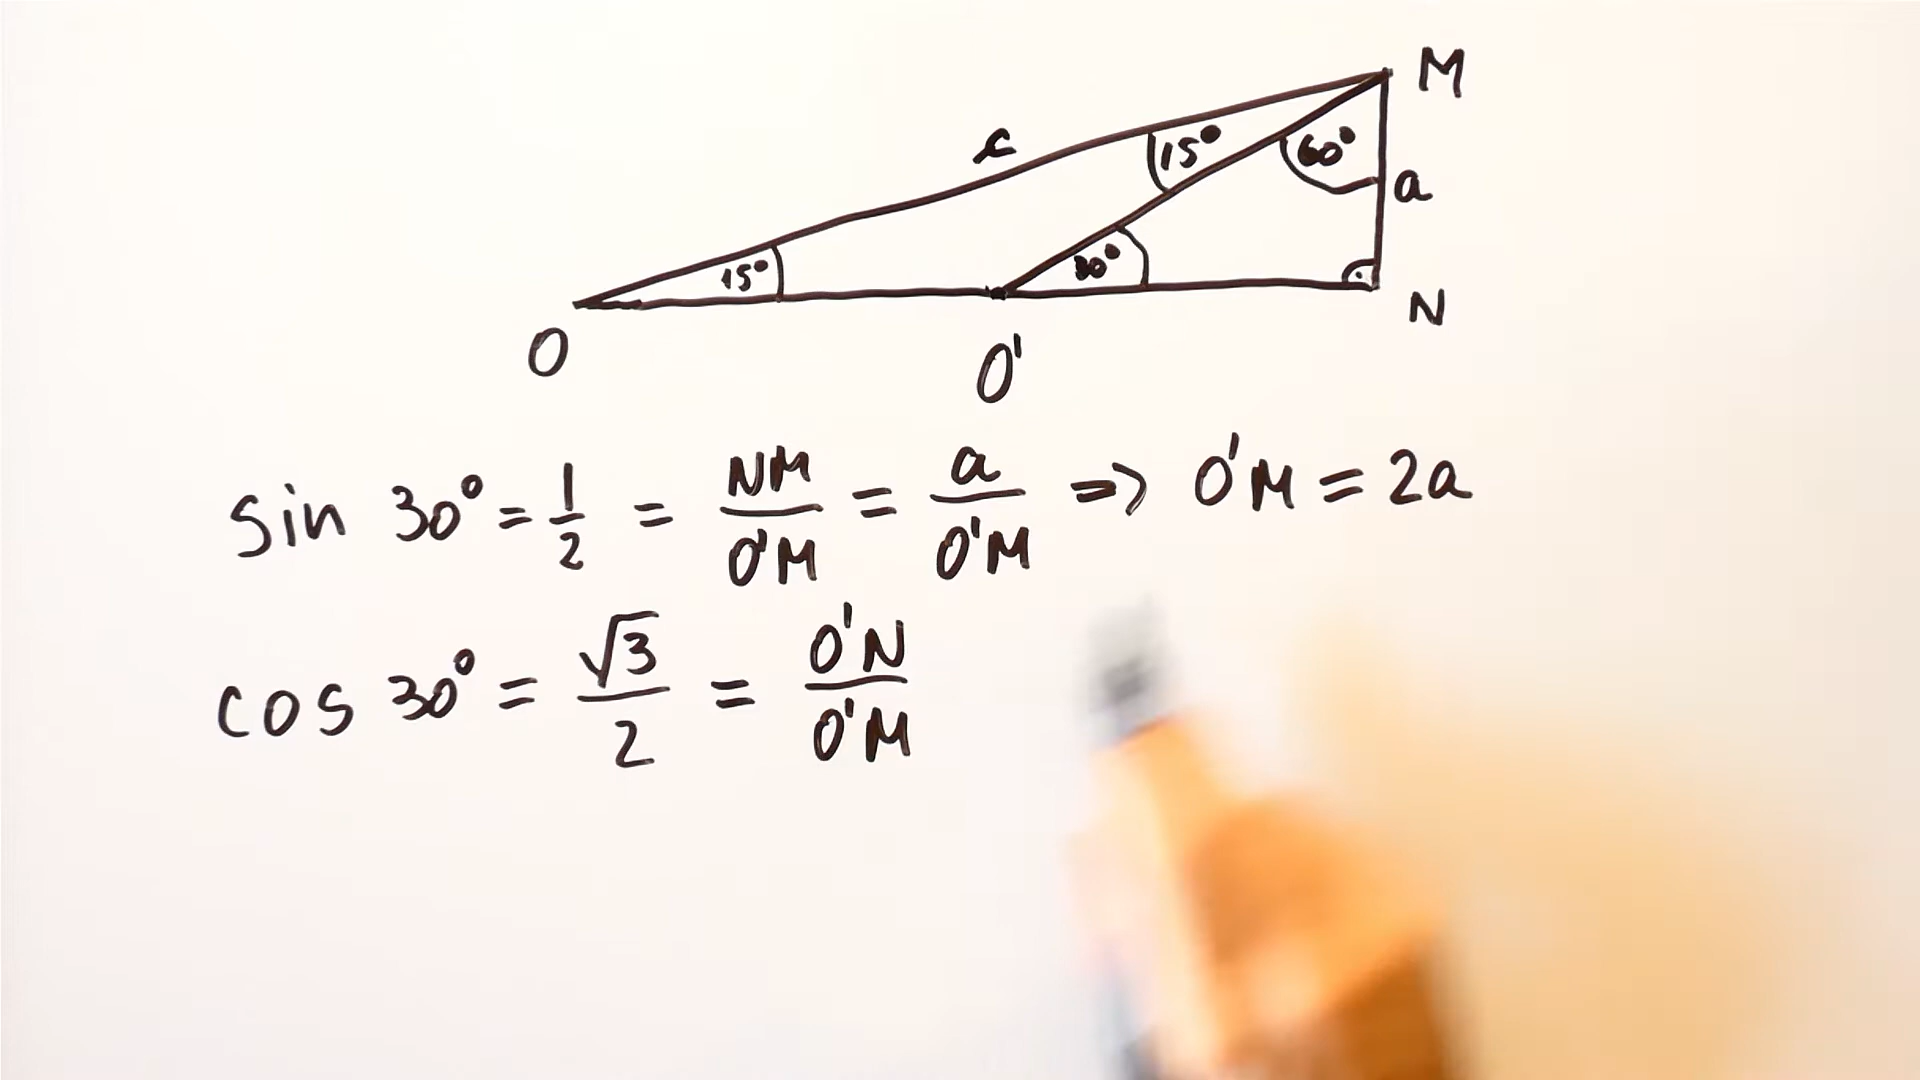 M
c
15°
60°
a
15°
30°
N
O
O'
sin 30° = 1/2 = NM/O'M = a/O'M => O'M = 2a
cos 30° = √3/2 = O'N/O'M